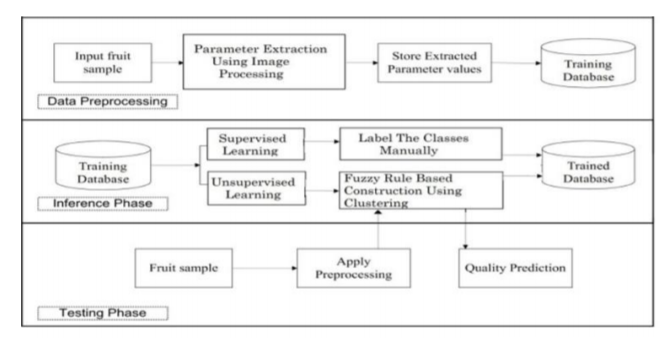 Input fruit
sample
Parameter Extraction
Using Image
Processing
Store Extracted
Parameter values
Training
Database
Data Preprocessing
Training
Database
Supervised
Learning
Label The Classes
Manually
Unsupervised
Learning
Fuzzy Rule Based
Construction Using
Clustering
Trained
Database
Inference Phase
Fruit sample
Apply
Preprocessing
Quality Prediction
Testing Phase